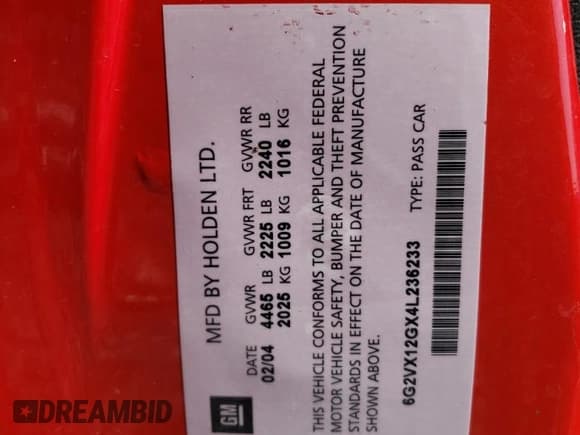 GM
MFD BY HOLDEN LTD.
DATE GVWR GVWR FRT GVWR RR
02/04 4465 LB 2225 LB 2240 LB
2025 KG 1009 KG 1016 KG
THIS VEHICLE CONFORMS TO ALL APPLICABLE FEDERAL
MOTOR VEHICLE SAFETY, BUMPER AND THEFT PREVENTION
STANDARDS IN EFFECT ON THE DATE OF MANUFACTURE
SHOWN ABOVE.
6G2VX12GX4L236233 TYPE: PASS CAR
DREAMBID